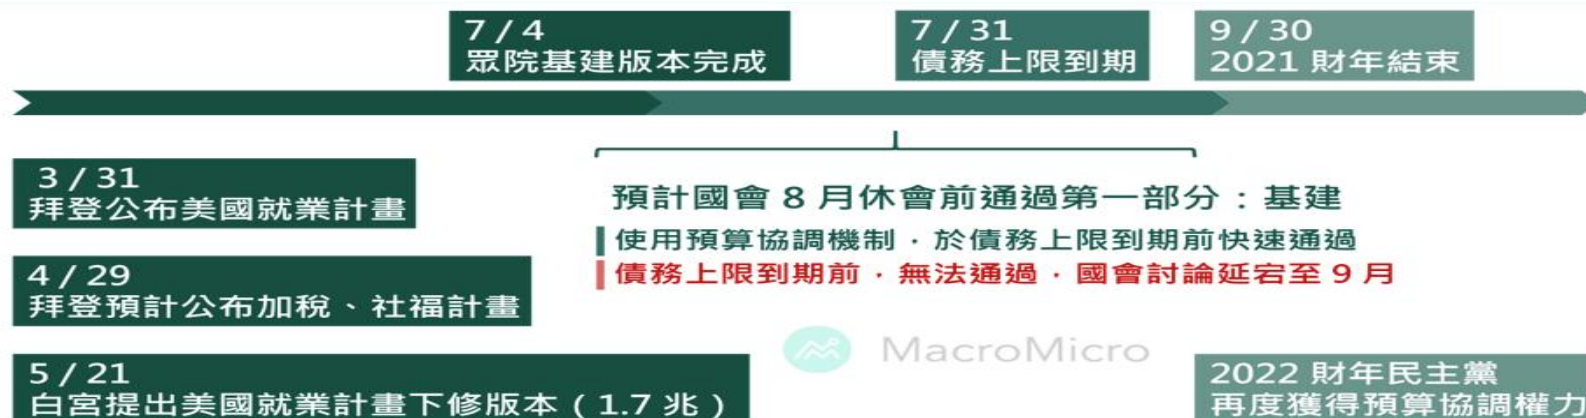 7 / 4
眾院基建版本完成
7 / 31
債務上限到期
9 / 30
2021 財年結束
3 / 31
拜登公布美國就業計畫
4 / 29
拜登預計公布加稅、社福計畫
5 / 21
白宮提出美國就業計畫下修版本(1.7 兆)
預計國會 8 月休會前通過第一部分:基建
使用預算協調機制,於債務上限到期前快速通過
債務上限到期前,無法通過,國會討論延宕至 9 月
MacroMicro
2022 財年民主黨
再度獲得預算協調權力